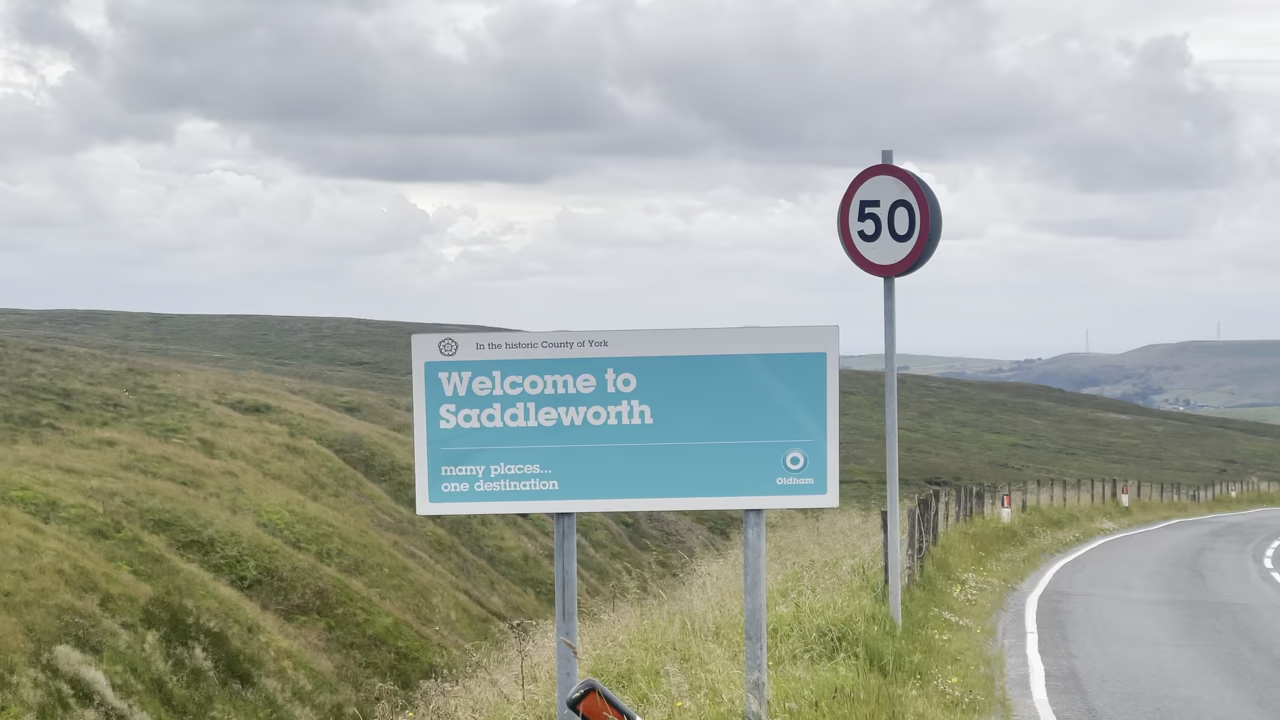 50
In the historic County of York
Welcome to
Saddleworth
many places...
one destination
Oldham